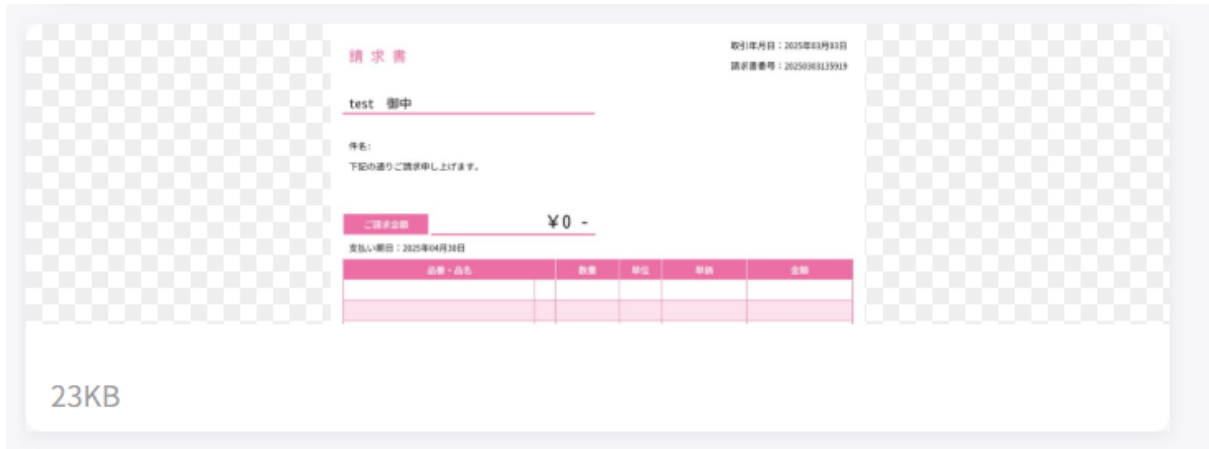 請求書
取引年月日：2025年03月03日
請求書番号：20250303135919
test 御中
件名:
下記の通りご請求申し上げます。
ご請求金額 ¥0 -
支払い期日：2025年04月30日
品番・品名 数量 単位 単価 金額
23KB